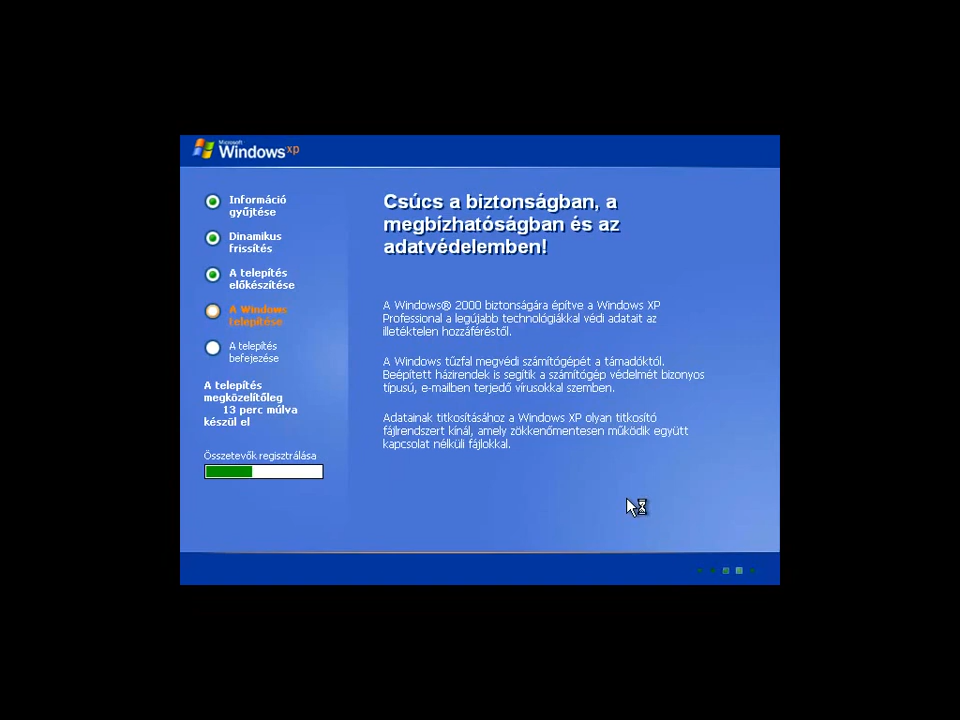 Microsoft
Windows xp
Információ
gyűjtése
Dinamikus
frissítés
A telepítés
előkészítése
A Windows
telepítése
A telepítés
befejezése
A telepítés
megközelítőleg
13 perc múlva
készül el
Összetevők regisztrálása
Csúcs a biztonságban, a
megbízhatóságban és az
adatvédelemben!
A Windows® 2000 biztonságára építve a Windows XP
Professional a legújabb technológiákkal védi adatait az
illetéktelen hozzáféréstől.
A Windows tűzfal megvédi számítógépét a támadóktól.
Beépített házirendek is segítik a számítógép védelmét bizonyos
típusú, e-mailben terjedő vírusokkal szemben.
Adatainak titkosításához a Windows XP olyan titkosító
fájlrendszert kínál, amely zökkenőmentesen működik együtt
kapcsolat nélküli fájlokkal.